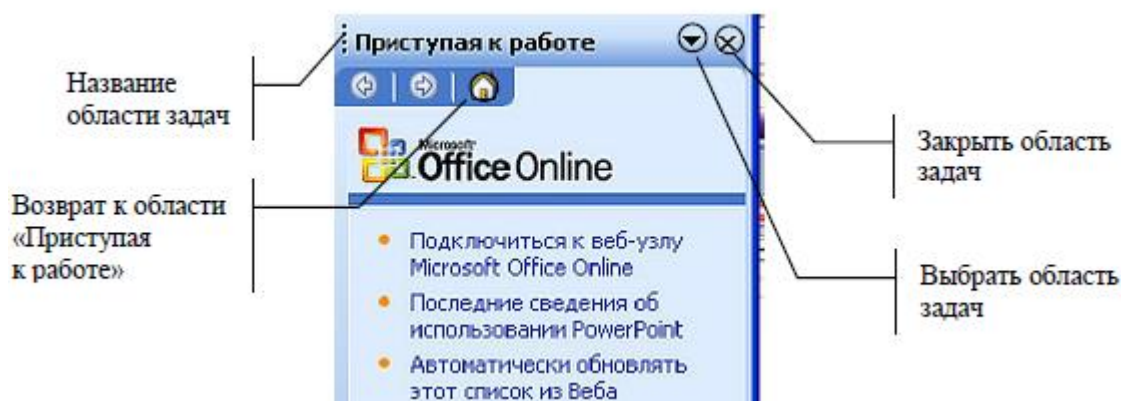 Приступая к работе
Название
области задач
Microsoft
Office Online
Закрыть область
задач
Возврат к области
«Приступая
к работе»
Подключиться к веб-узлу
Microsoft Office Online
Последние сведения об
использовании PowerPoint
Автоматически обновлять
этот список из Веба
Выбрать область
задач